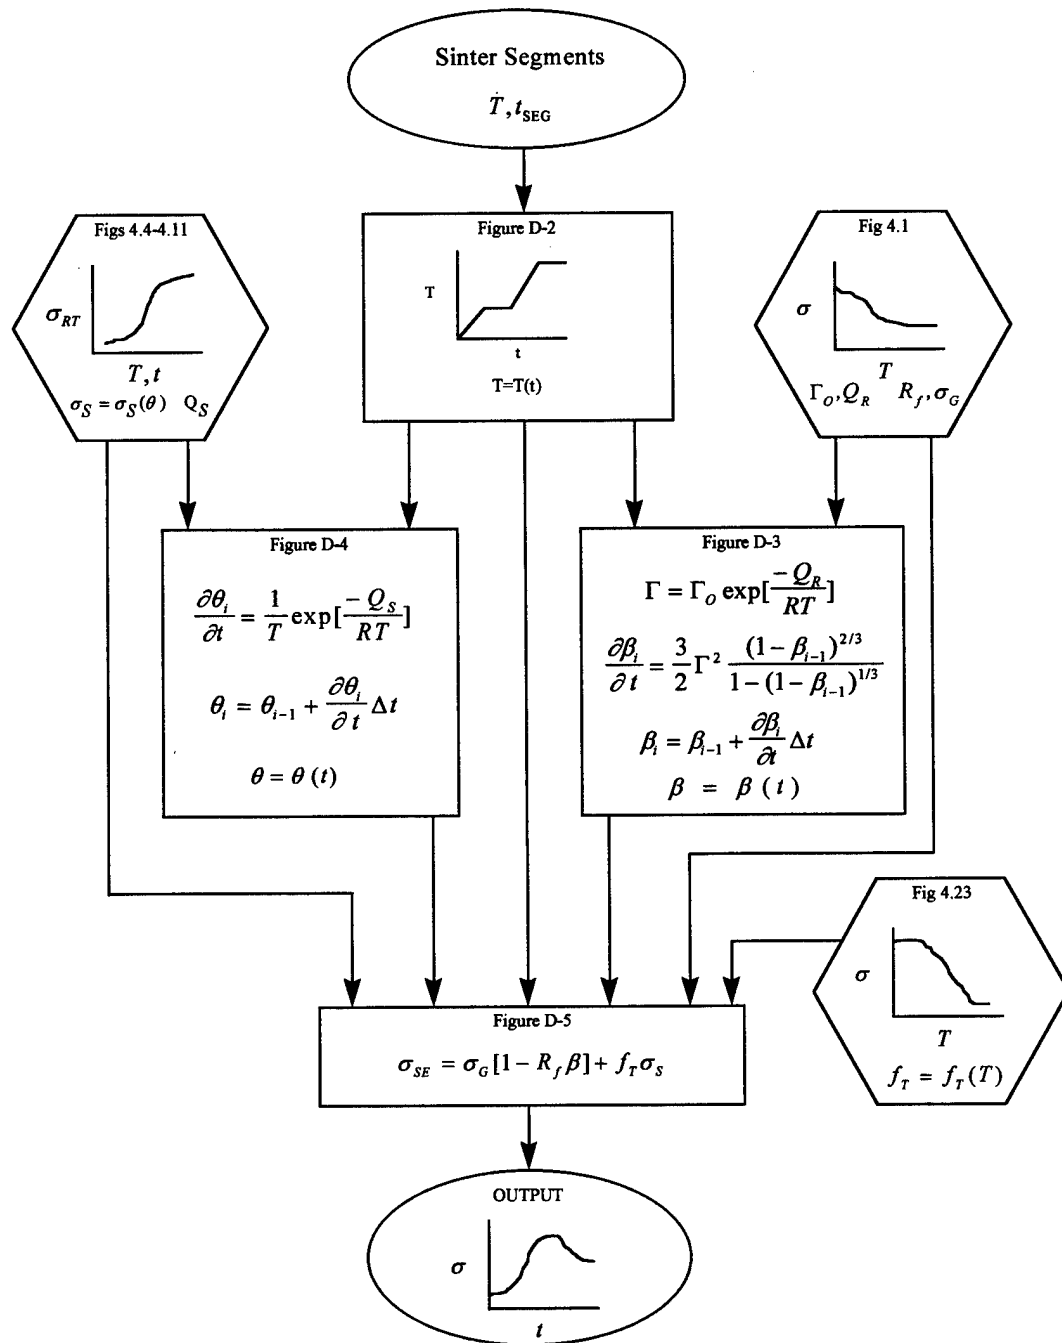 Sinter Segments
Ṫ, t_SEG
Figs 4.4-4.11
σ_RT
T, t
σ_S = σ_S(θ) Q_S
Figure D-2
T
t
T=T(t)
Fig 4.1
σ
T
Γ_O, Q_R R_f, σ_G
Figure D-4
∂θ_i/∂t = 1/T exp[−Q_S/RT]
θ_i = θ_{i−1} + ∂θ_i/∂t Δt
θ = θ(t)
Figure D-3
Γ = Γ_O exp[−Q_R/RT]
∂β_i/∂t = 3/2 Γ² (1−β_{i−1})^{2/3}/1−(1−β_{i−1})^{1/3}
β_i = β_{i−1} + ∂β_i/∂t Δt
β = β(t)
Fig 4.23
σ
T
f_T = f_T(T)
Figure D-5
σ_SE = σ_G[1−R_f β] + f_T σ_S
OUTPUT
σ
t